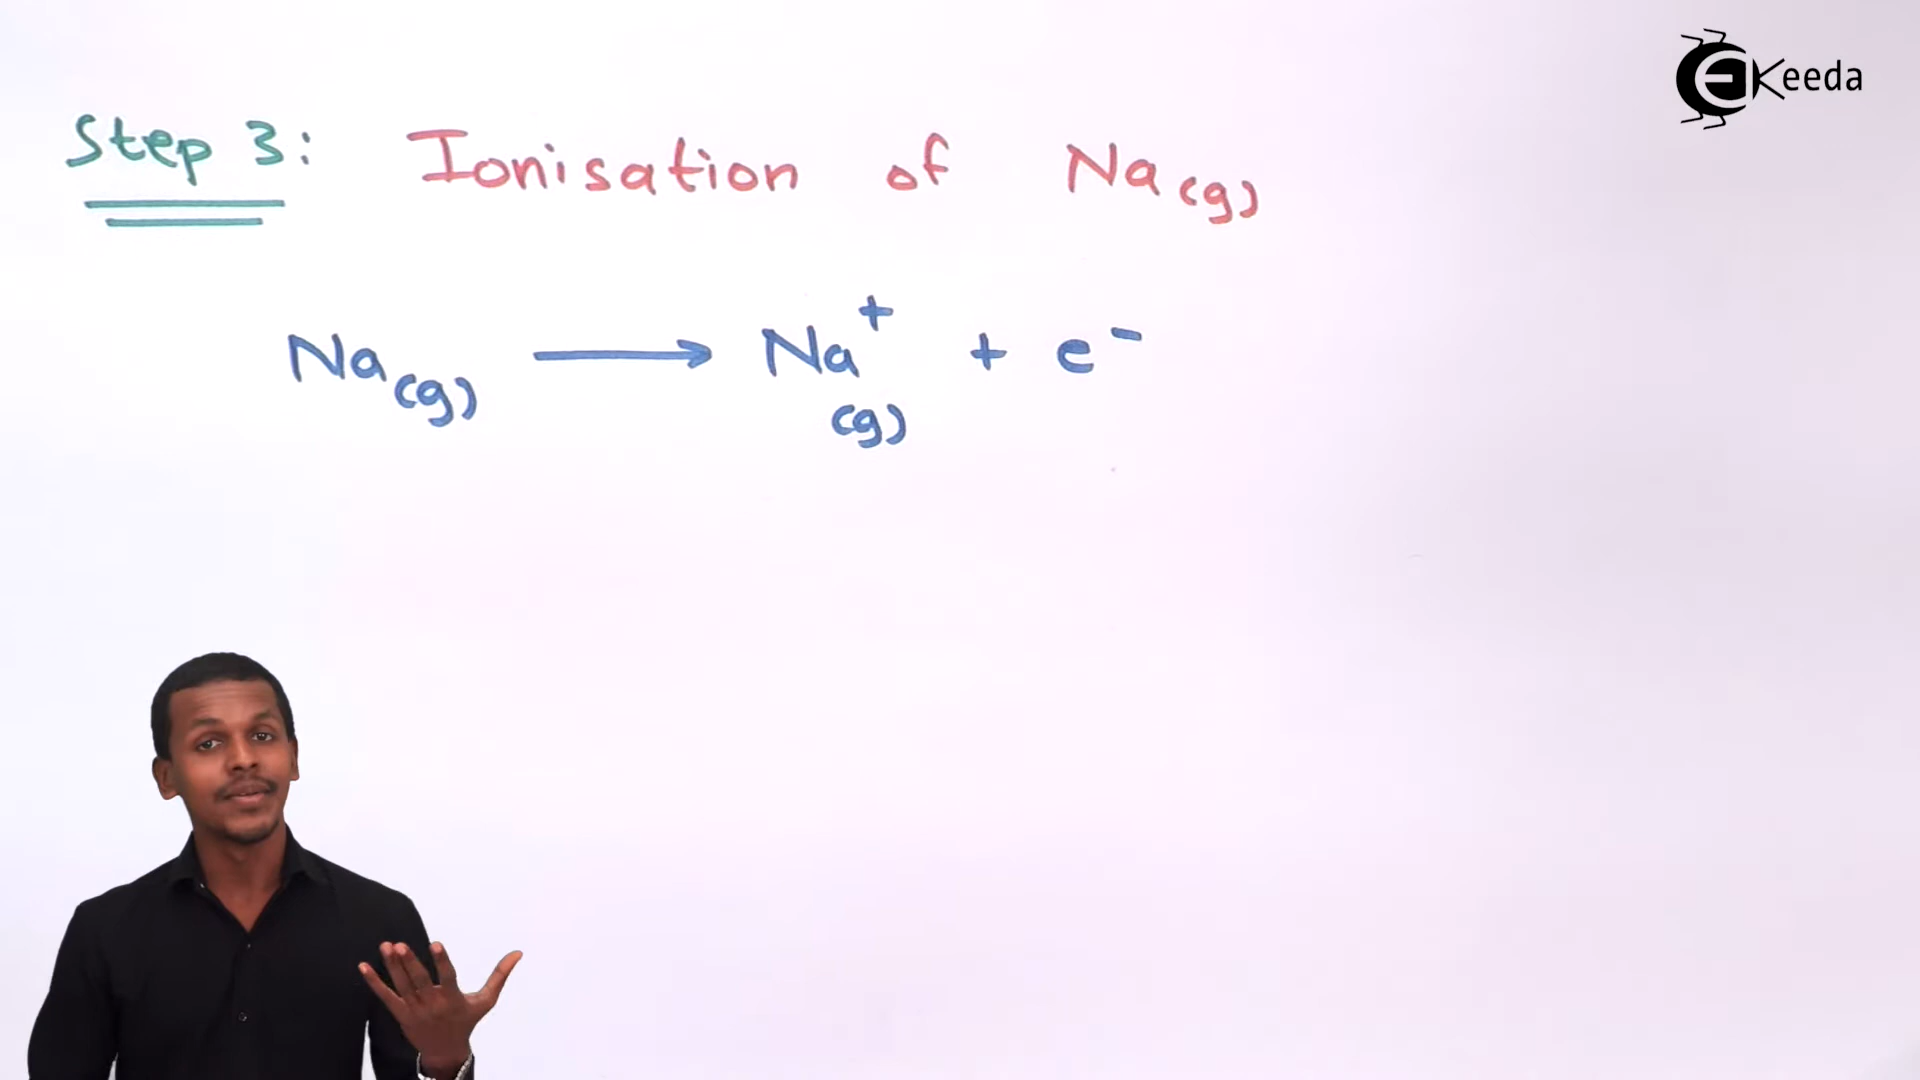 Keeda
Step 3: Ionisation of Na(g)
Na(g) ⟶ Na⁺(g) + e⁻